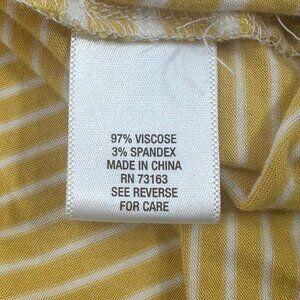 97% VISCOSE
3% SPANDEX
MADE IN CHINA
RN 73163
SEE REVERSE
FOR CARE